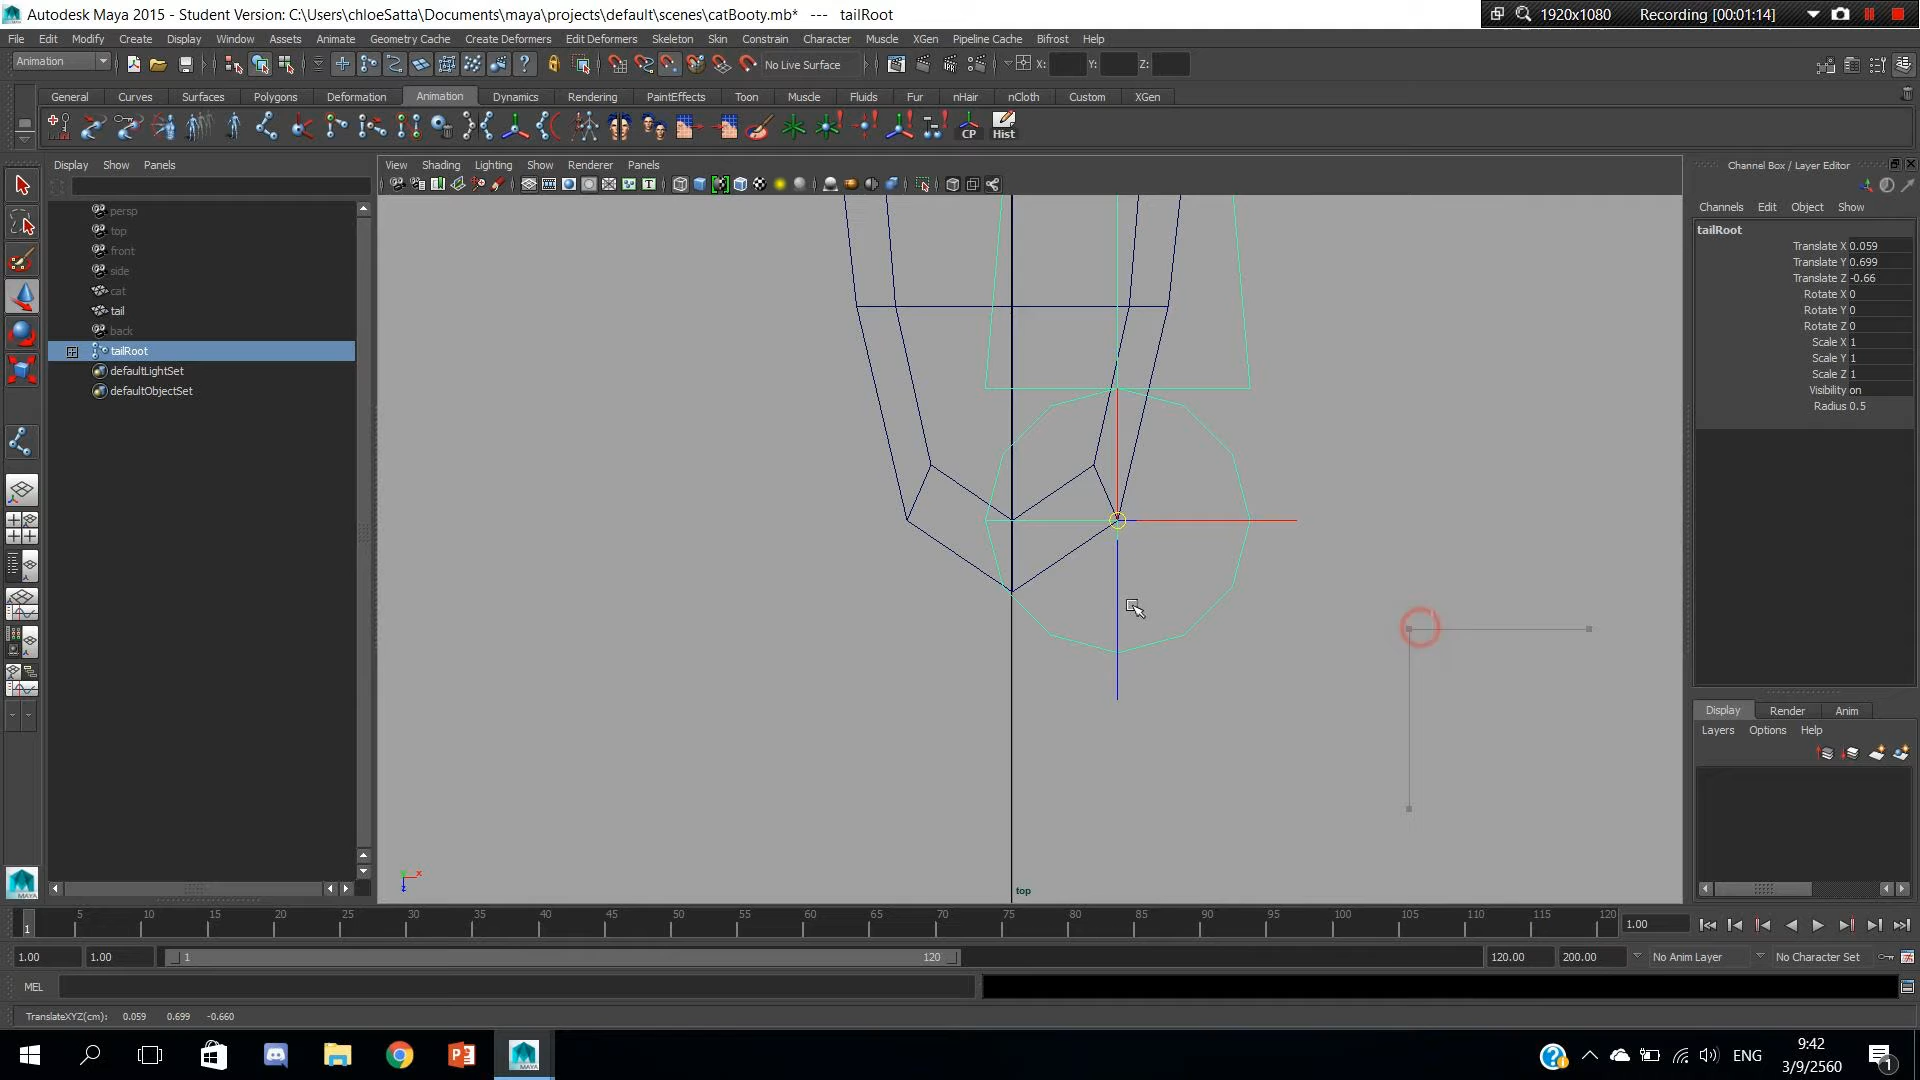 Autodesk Maya 2015 - Student Version: C:\Users\chloeSatta\Documents\maya\projects\default\scenes\catBooty.mb* --- tailRoot
1920x1080
Recording [00:01:14]
File Edit Modify Create Display Window Assets Animate Geometry Cache Create Deformers Edit Deformers Skeleton Skin Constrain Character Muscle XGen Pipeline Cache Bifrost Help
Animation
No Live Surface
X:
Y:
Z:
General Curves Surfaces Polygons Deformation Animation Dynamics Rendering PaintEffects Toon Muscle Fluids Fur nHair nCloth Custom XGen
CP
Hist
Display Show Panels
View Shading Lighting Show Renderer Panels
Channel Box / Layer Editor
Channels Edit Object Show
persp
top
front
side
cat
tail
back
tailRoot
defaultLightSet
defaultObjectSet
tailRoot
Translate X 0.059
Translate Y 0.699
Translate Z -0.66
Rotate X 0
Rotate Y 0
Rotate Z 0
Scale X 1
Scale Y 1
Scale Z 1
Visibility on
Radius 0.5
Display Render Anim
Layers Options Help
x
z
top
MAYA
5 10 15 20 25 30 35 40 45 50 55 60 65 70 75 80 85 90 95 100 105 110 115 120
1
1.00
1.00
1.00
1
120
120.00
200.00
No Anim Layer
No Character Set
MEL
TranslateXYZ(cm): 0.059 0.699 -0.660
ENG
9:42
3/9/2560
1